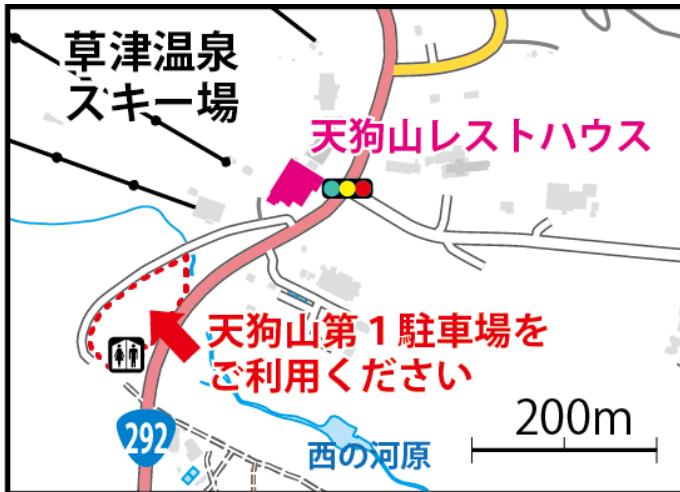 草津温泉
スキー場
天狗山レストハウス
天狗山第１駐車場を
ご利用ください
292
西の河原
200m